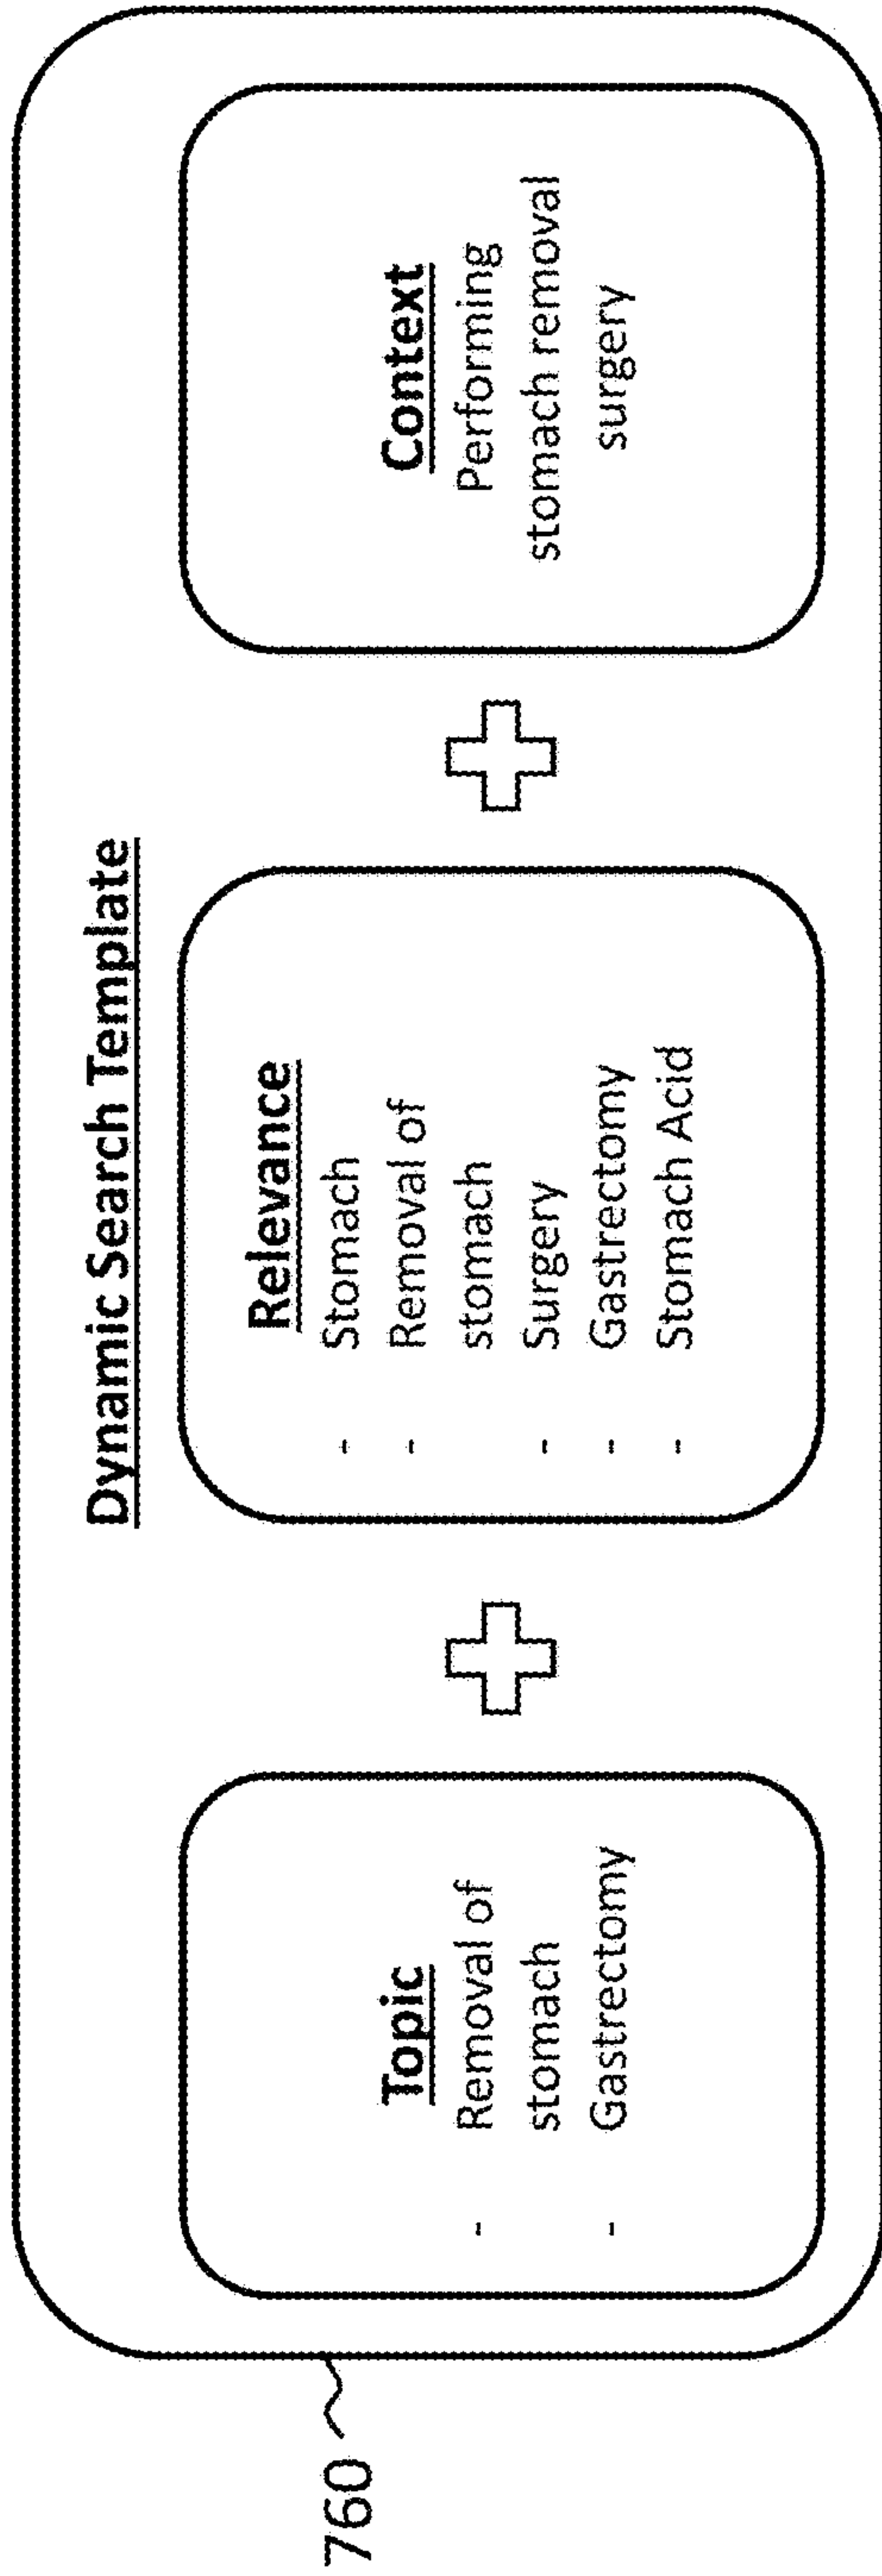 Dynamic Search Template
Topic
- Removal of
stomach
- Gastrectomy
Relevance
- Stomach
- Removal of
stomach
- Surgery
- Gastrectomy
- Stomach Acid
Context
Performing
stomach removal
surgery
760